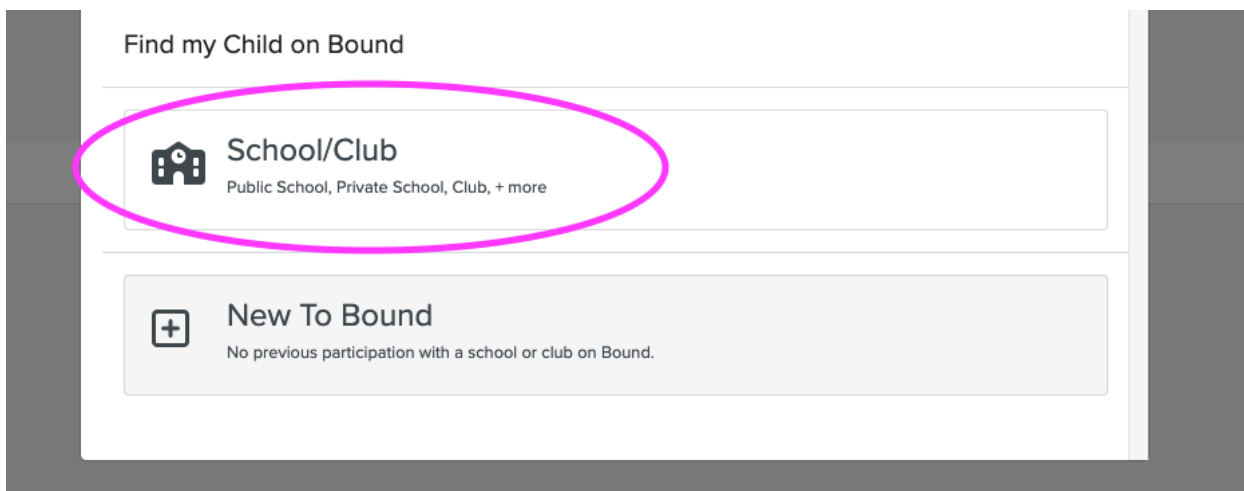 Find my Child on Bound
School/Club
Public School, Private School, Club, + more
New To Bound
No previous participation with a school or club on Bound.